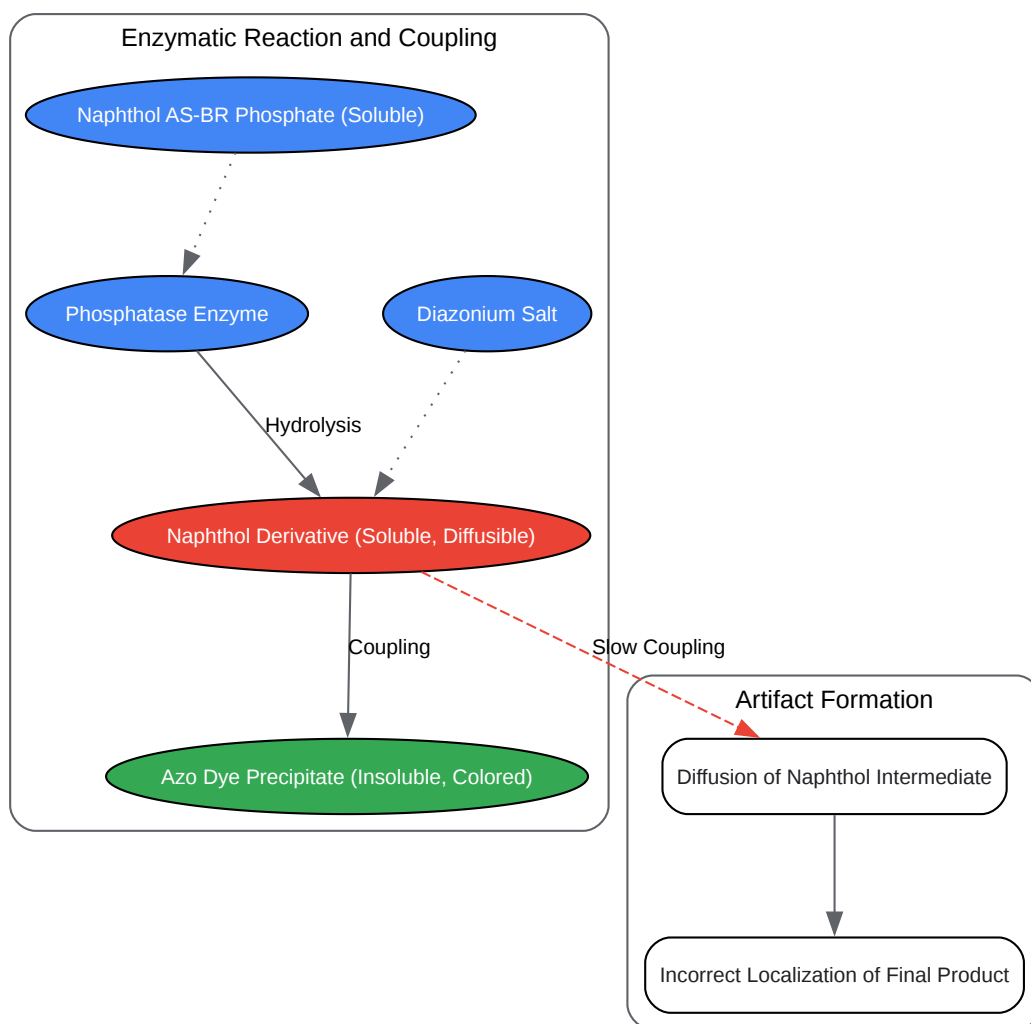 Enzymatic Reaction and Coupling
Naphthol AS-BR Phosphate (Soluble)
Phosphatase Enzyme
Diazonium Salt
Hydrolysis
Naphthol Derivative (Soluble, Diffusible)
Coupling
Slow Coupling
Artifact Formation
Azo Dye Precipitate (Insoluble, Colored)
Diffusion of Naphthol Intermediate
Incorrect Localization of Final Product